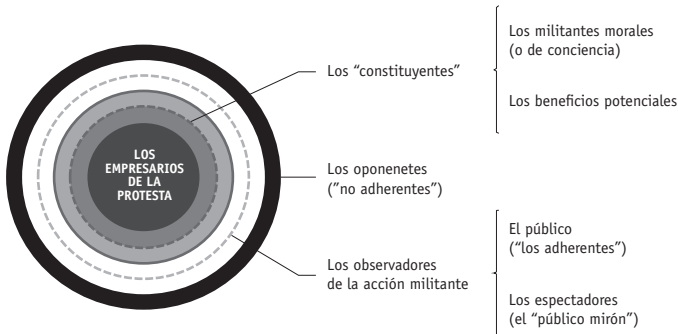 LOS
EMPRESARIOS
DE LA
PROTESTA
Los “constituyentes”
Los militantes morales
(o de conciencia)
Los beneficios potenciales
Los oponenetes
(”no adherentes”)
Los observadores
de la acción militante
El público
(“los adherentes”)
Los espectadores
(el “público mirón”)